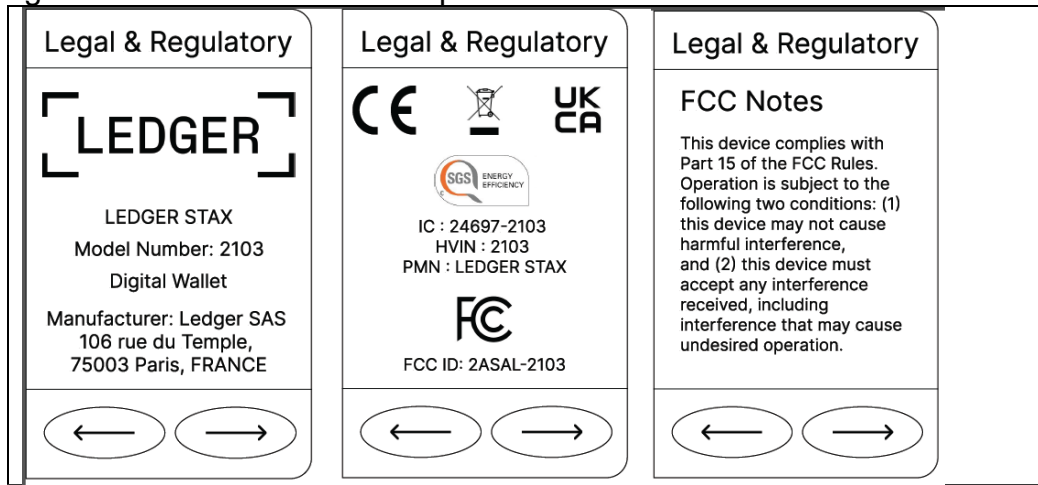 Legal & Regulatory
LEDGER
LEDGER STAX
Model Number: 2103
Digital Wallet
Manufacturer: Ledger SAS
106 rue du Temple,
75003 Paris, FRANCE
Legal & Regulatory
CE
UK
CA
SGS ENERGY
EFFICIENCY
c
IC : 24697-2103
HVIN : 2103
PMN : LEDGER STAX
FC
FCC ID: 2ASAL-2103
Legal & Regulatory
FCC Notes
This device complies with
Part 15 of the FCC Rules.
Operation is subject to the
following two conditions: (1)
this device may not cause
harmful interference,
and (2) this device must
accept any interference
received, including
interference that may cause
undesired operation.